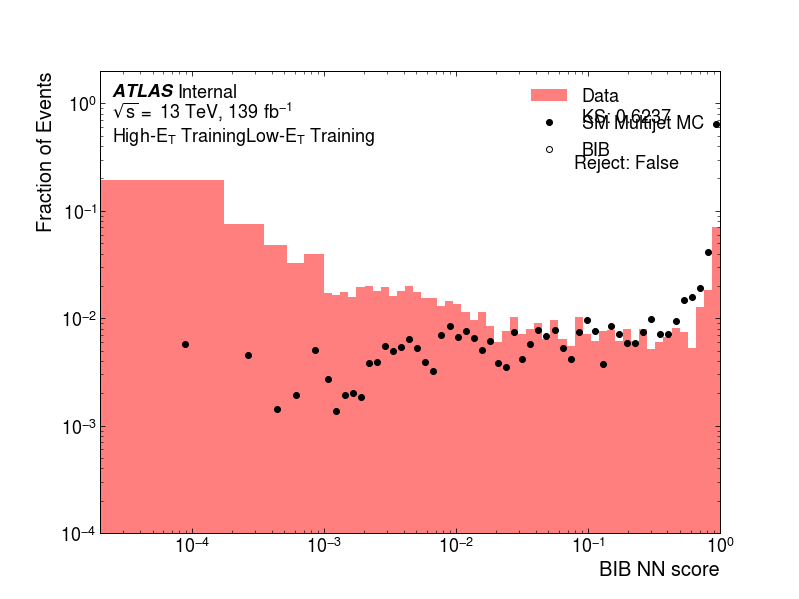 ATLAS Internal
√s = 13 TeV, 139 fb⁻¹
High-E_T TrainingLow-E_T Training
Data
KS: 0.6237
SM Multijet MC
BIB
Reject: False
Fraction of Events
10⁰
10⁻¹
10⁻²
10⁻³
10⁻⁴
10⁻⁴ 10⁻³ 10⁻² 10⁻¹ 10⁰
BIB NN score